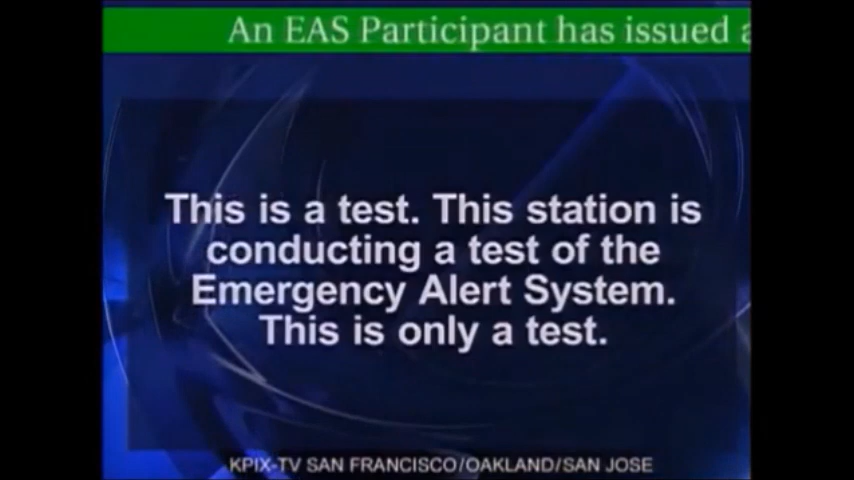 An EAS Participant has issued a
This is a test. This station is
conducting a test of the
Emergency Alert System.
This is only a test.
KPIX-TV SAN FRANCISCO/OAKLAND/SAN JOSE